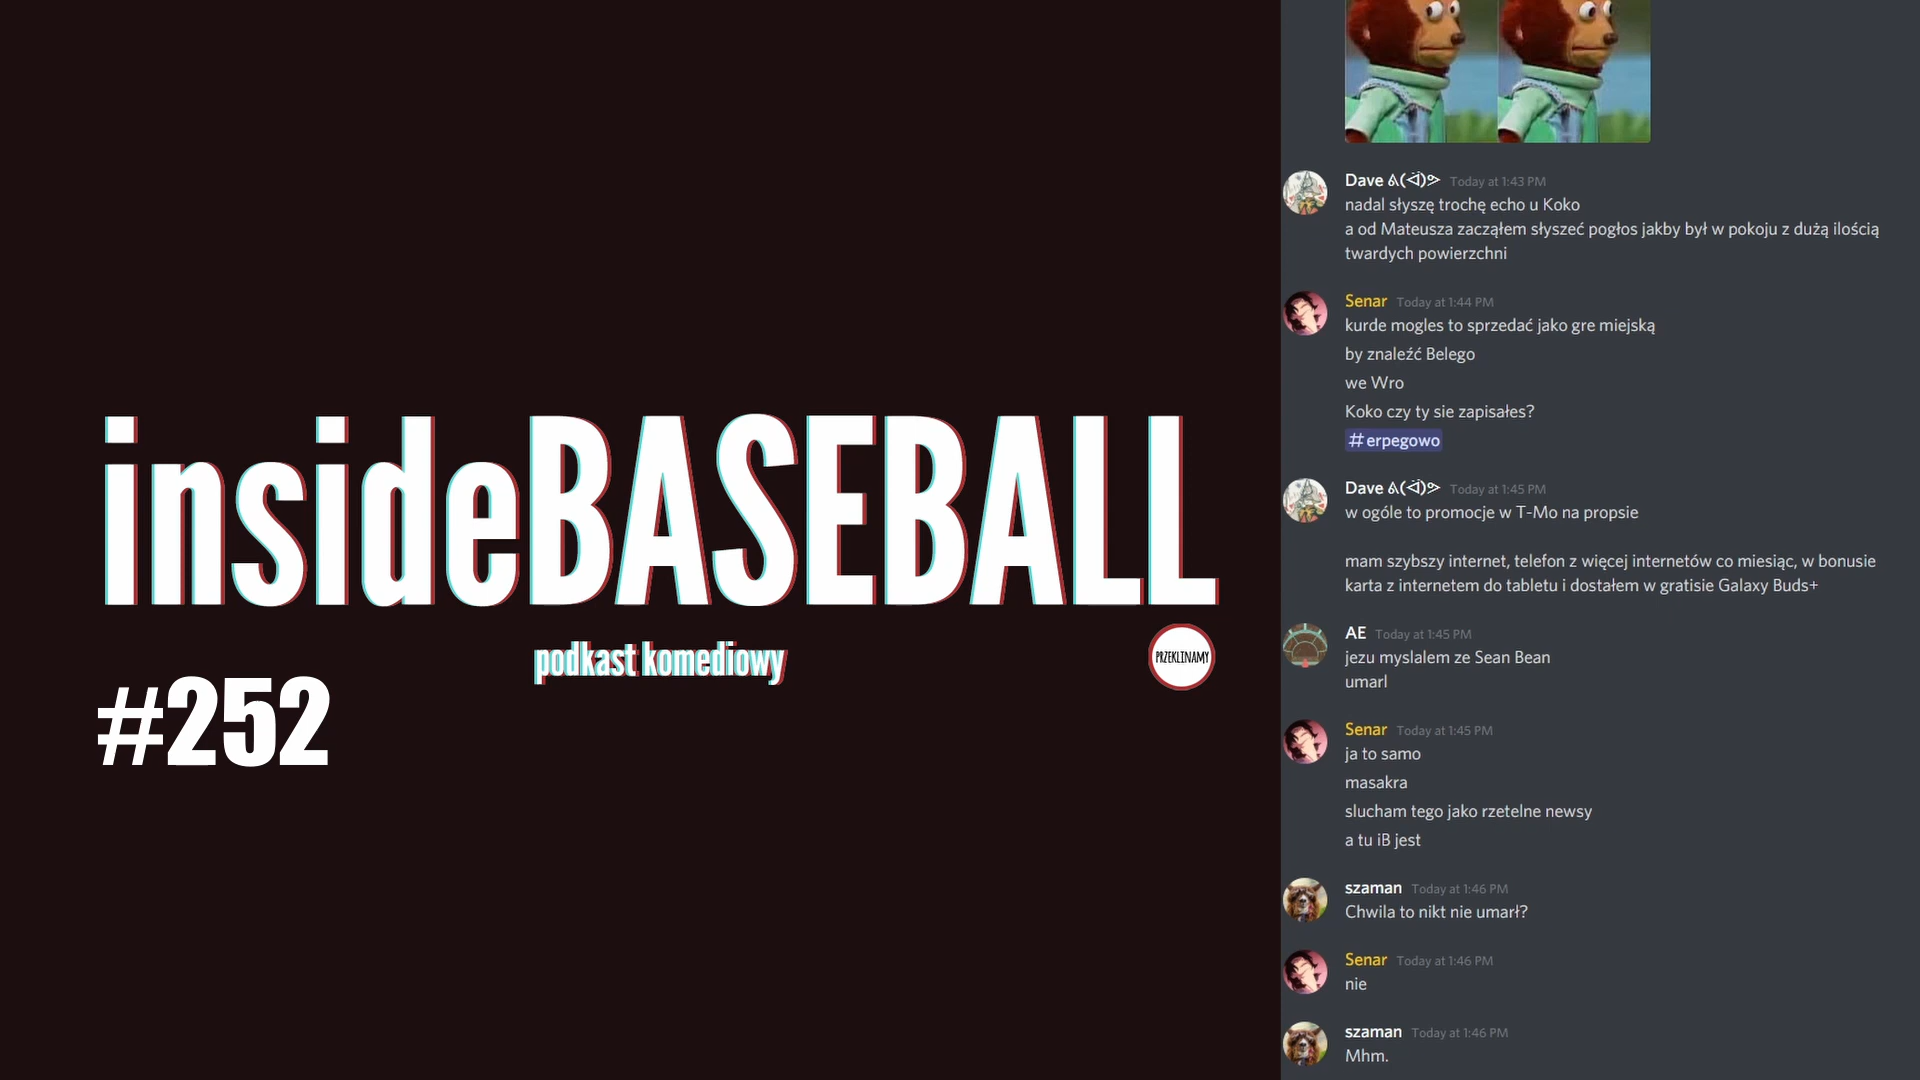 insideBASEBALL
podkast komediowy
PRZEKLINAMY
#252
Dave Today at 1:43 PM
nadal słyszę trochę echo u Koko
a od Mateusza zacząłem słyszeć pogłos jakby był w pokoju z dużą ilością
twardych powierzchni
Senar Today at 1:44 PM
kurde mogles to sprzedać jako gre miejską
by znaleźć Belego
we Wro
Koko czy ty sie zapisałes?
#erpegowo
Dave Today at 1:45 PM
w ogóle to promocje w T-Mo na propsie
mam szybszy internet, telefon z więcej internetów co miesiąc, w bonusie
karta z internetem do tabletu i dostałem w gratisie Galaxy Buds+
AE Today at 1:45 PM
jezu myslalem ze Sean Bean
umarl
Senar Today at 1:45 PM
ja to samo
masakra
slucham tego jako rzetelne newsy
a tu iB jest
szaman Today at 1:46 PM
Chwila to nikt nie umarł?
Senar Today at 1:46 PM
nie
szaman Today at 1:46 PM
Mhm.